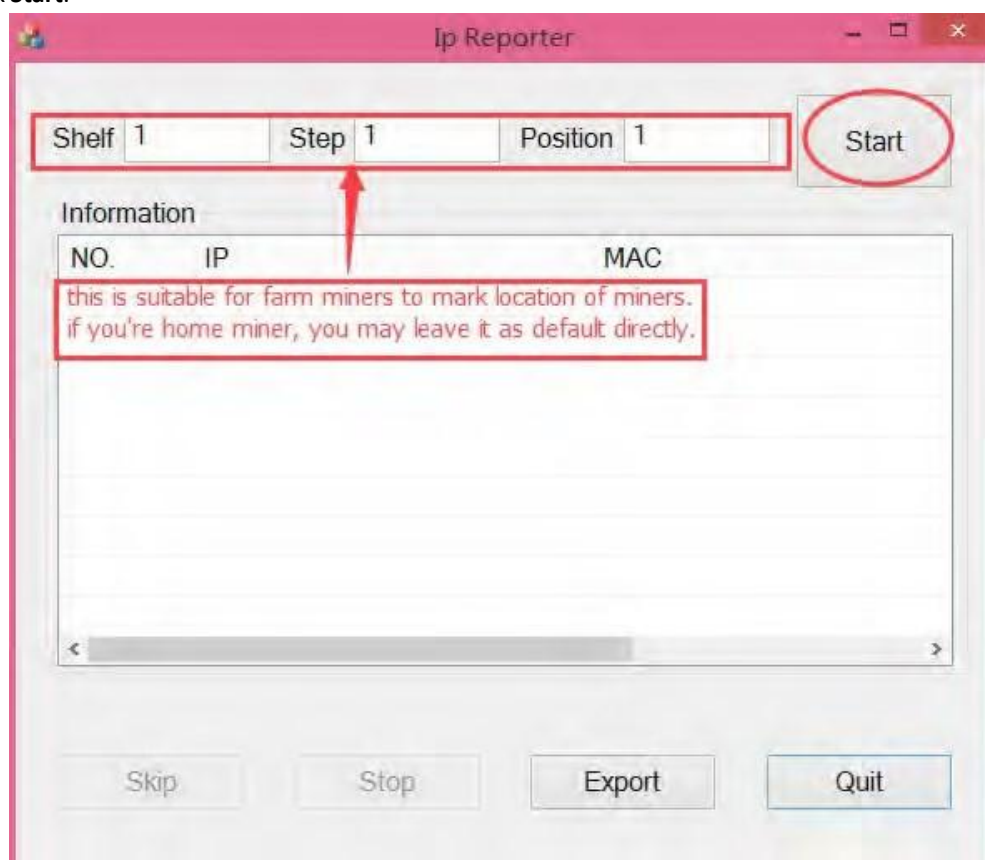 Start.
Ip Reporter
Shelf 1 Step 1 Position 1 Start
Information
NO. IP MAC
this is suitable for farm miners to mark location of miners.
if you're home miner, you may leave it as default directly.
Skip Stop Export Quit